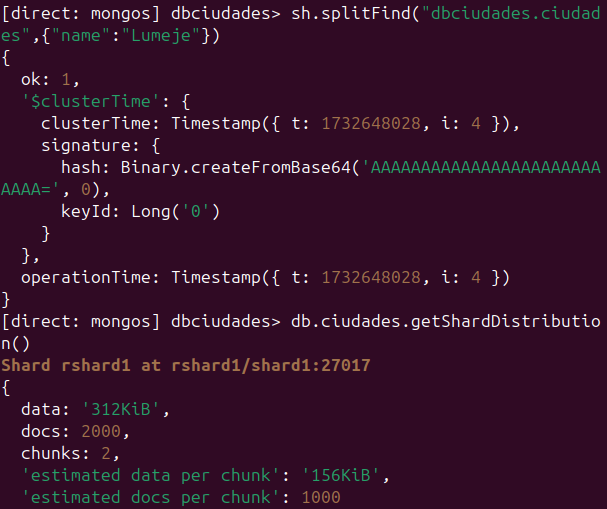 [direct: mongos] dbciudades> sh.splitFind("dbciudad
es.ciudades",{"name":"Lumeje"})
{
  ok: 1,
  '$clusterTime': {
    clusterTime: Timestamp({ t: 1732648028, i: 4 }),
    signature: {
      hash: Binary.createFromBase64('AAAAAAAAAAAAAAAAAAAAAAA
AAAA=', 0),
      keyId: Long('0')
    }
  },
  operationTime: Timestamp({ t: 1732648028, i: 4 })
}
[direct: mongos] dbciudades> db.ciudades.getShardDistributio
n()
Shard rshard1 at rshard1/shard1:27017
{
  data: '312KiB',
  docs: 2000,
  chunks: 2,
  'estimated data per chunk': '156KiB',
  'estimated docs per chunk': 1000